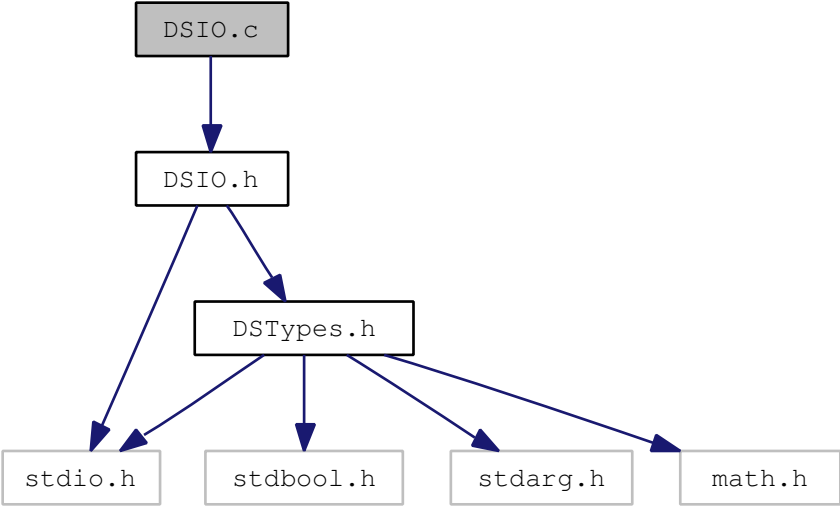 DSIO.c
DSIO.h
DSTypes.h
stdio.h
stdbool.h
stdarg.h
math.h